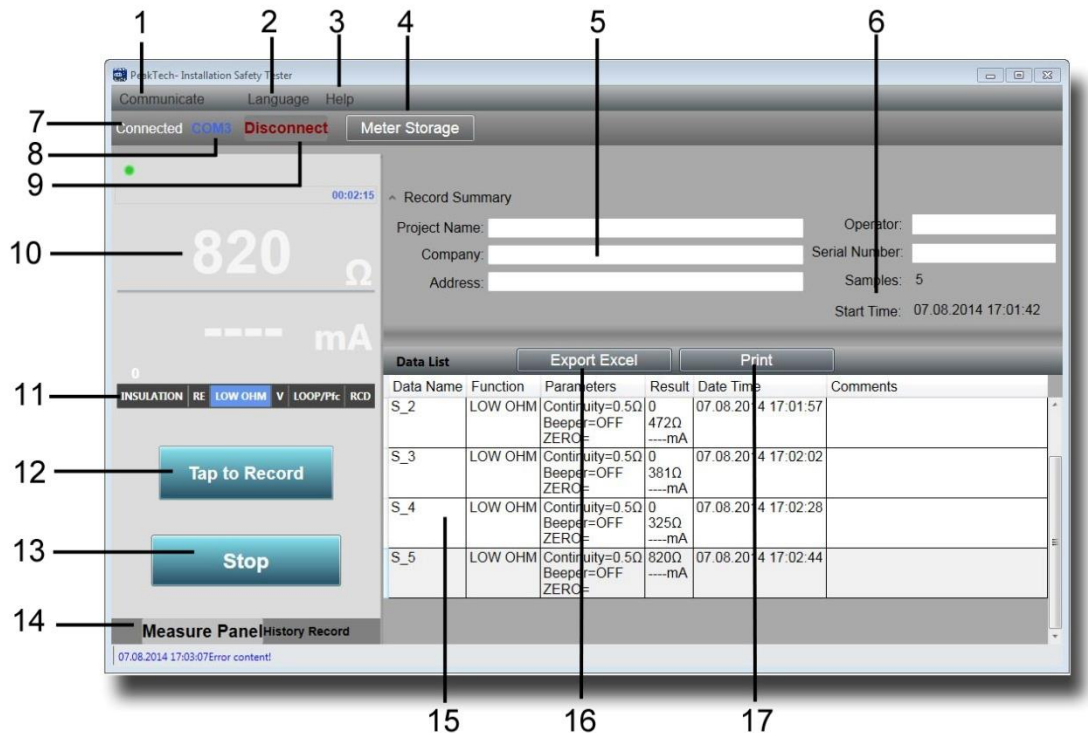 1 2 3 4 5 6
PeakTech- Installation Safety Tester
Communicate Language Help
7 Connected COM3 Disconnect Meter Storage
8
9
00:02:15
Record Summary
Project Name: Operator:
Company: Serial Number:
Address: Samples: 5
Start Time: 07.08.2014 17:01:42
10 820 Ω
---- mA
0
11 INSULATION RE LOW OHM V LOOP/Pfc RCD
12 Tap to Record
13 Stop
14 Measure Panel History Record
07.08.2014 17:03:07Error content!
Data List Export Excel Print
Data Name Function Parameters Result Date Time Comments
S_2 LOW OHM Continuity=0.5Ω 0 07.08.2014 17:01:57
Beeper=OFF 472Ω
ZERO= ----mA
S_3 LOW OHM Continuity=0.5Ω 0 07.08.2014 17:02:02
Beeper=OFF 381Ω
ZERO= ----mA
S_4 LOW OHM Continuity=0.5Ω 0 07.08.2014 17:02:28
Beeper=OFF 325Ω
ZERO= ----mA
S_5 LOW OHM Continuity=0.5Ω 820Ω 07.08.2014 17:02:44
Beeper=OFF ----mA
ZERO=
15 16 17